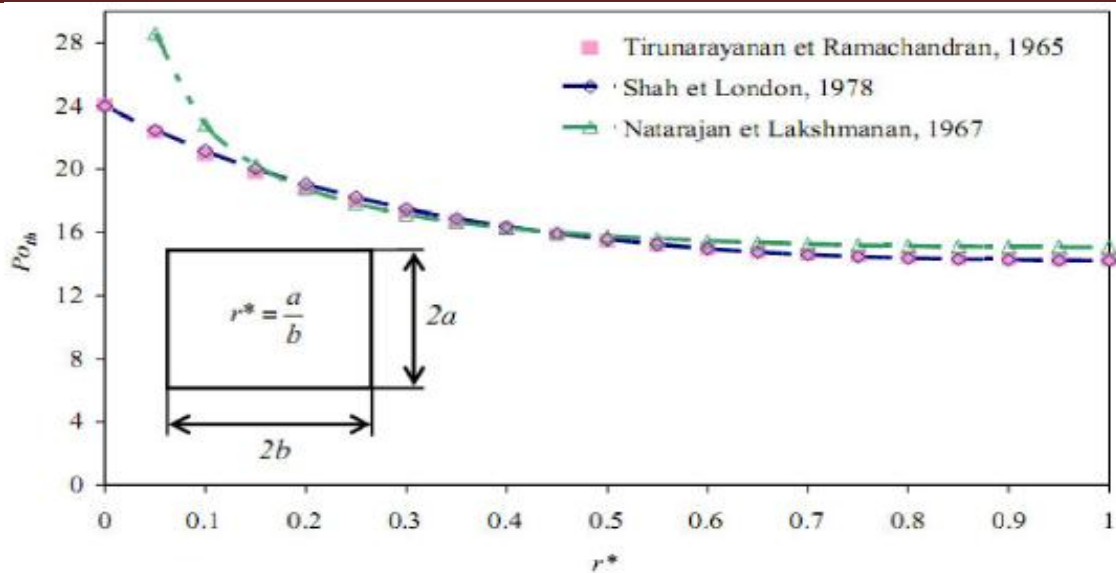 28
24
20
16
12
8
4
0
Po_th
Tirunarayanan et Ramachandran, 1965
Shah et London, 1978
Natarajan et Lakshmanan, 1967
r* = a/b
2a
2b
0 0.1 0.2 0.3 0.4 0.5 0.6 0.7 0.8 0.9 1
r*